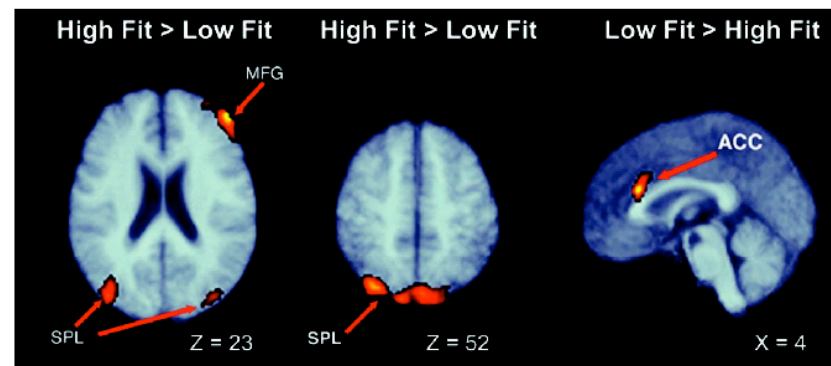 High Fit > Low Fit
High Fit > Low Fit
Low Fit > High Fit
MFG
ACC
SPL
Z = 23
SPL
Z = 52
X = 4